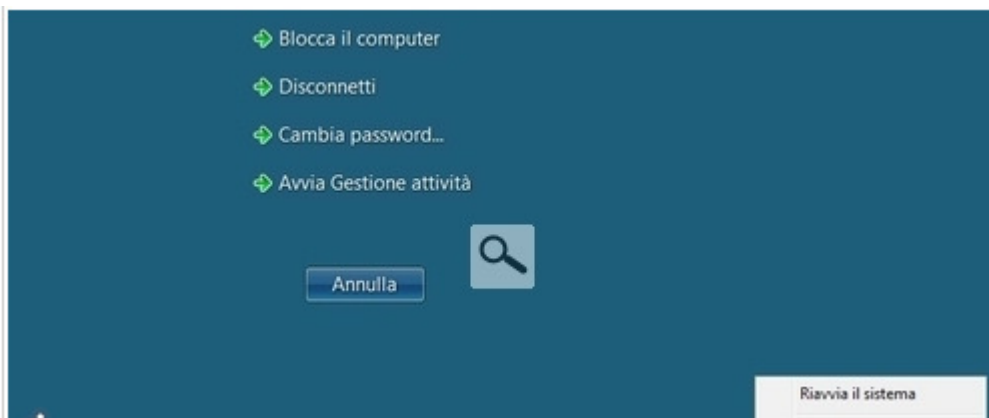 Blocca il computer
Disconnetti
Cambia password...
Avvia Gestione attività
Annulla
Riavvia il sistema